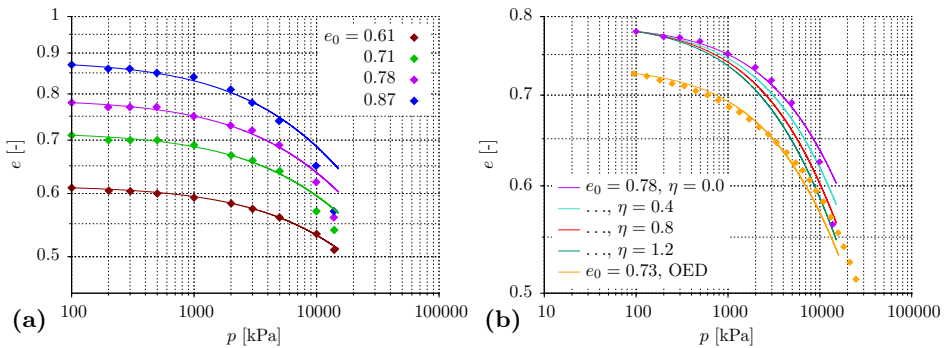 1
0.9
0.8
0.7
0.6
0.5
e [-]
100
1000
10000
100000
p [kPa]
e₀ = 0.61
0.71
0.78
0.87
(a)
0.8
0.7
0.6
0.5
e [-]
10
100
1000
10000
100000
p [kPa]
e₀ = 0.78, η = 0.0
..., η = 0.4
..., η = 0.8
..., η = 1.2
e₀ = 0.73, OED
(b)